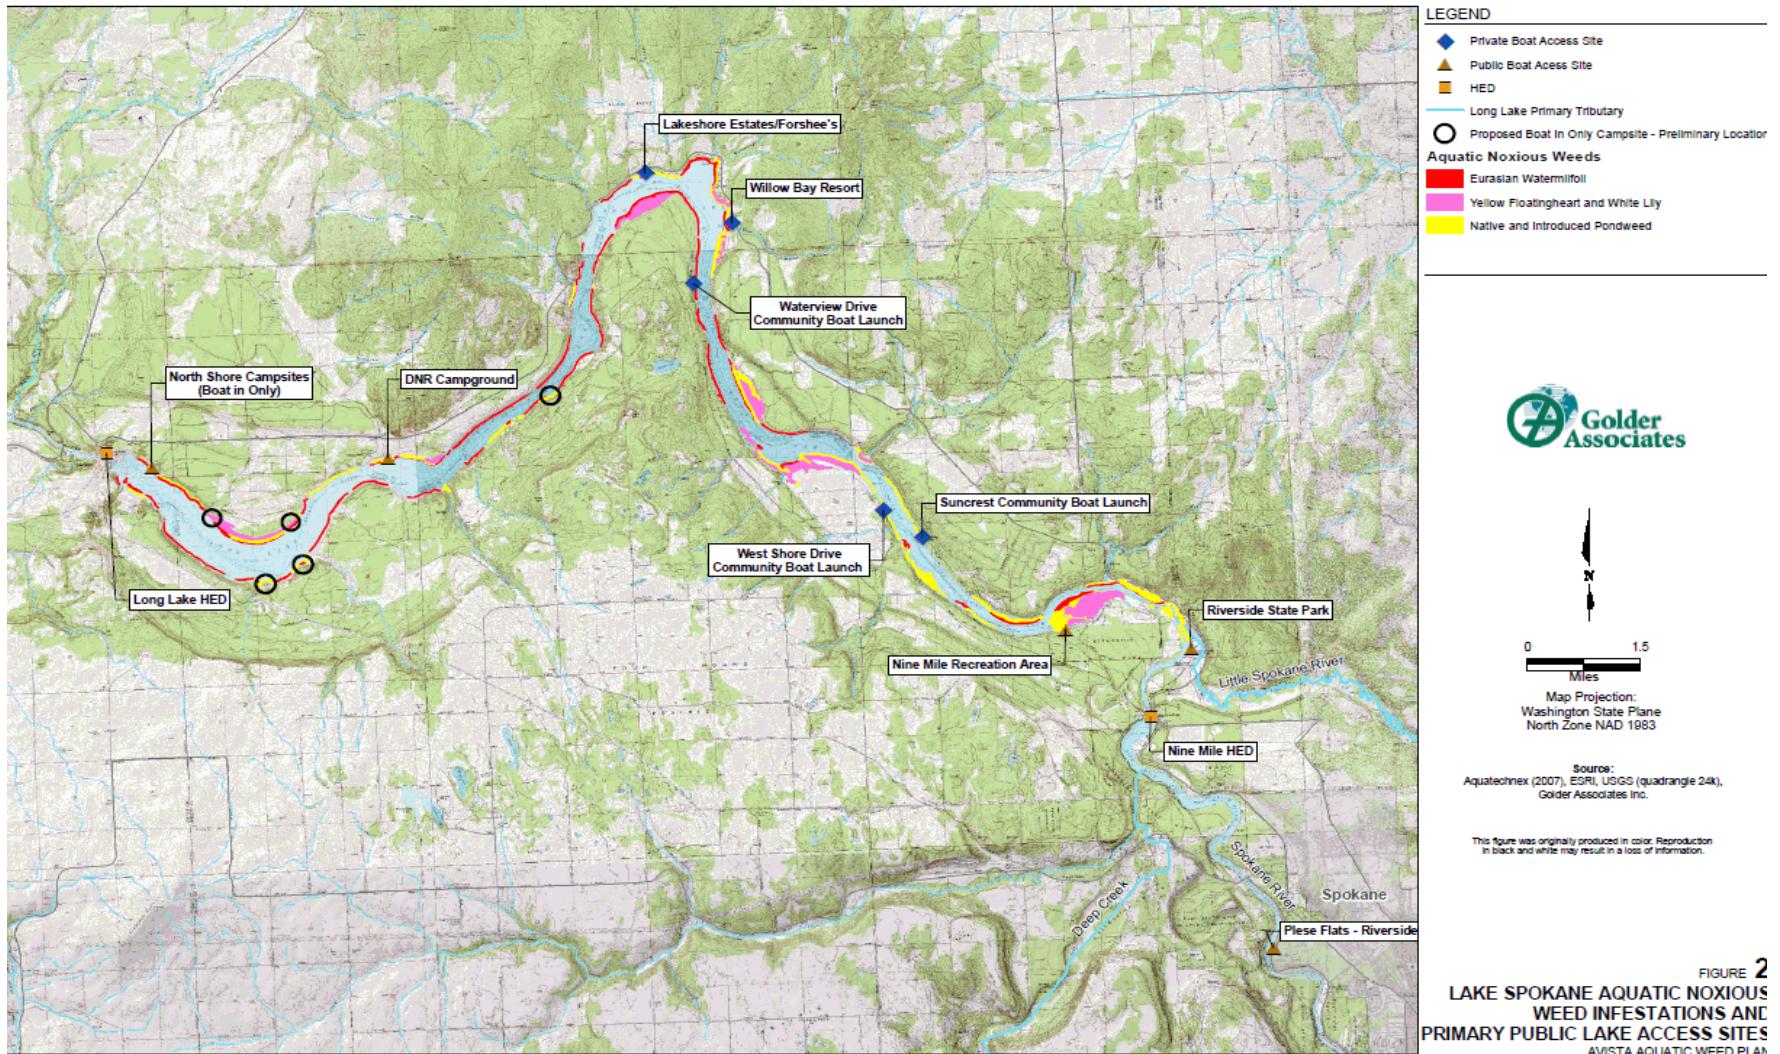 Lakeshore Estates/Forshee's
Willow Bay Resort
Waterview Drive
Community Boat Launch
North Shore Campsites
(Boat in Only)
DNR Campground
Suncrest Community Boat Launch
West Shore Drive
Community Boat Launch
Long Lake HED
Riverside State Park
Nine Mile Recreation Area
Little Spokane River
Nine Mile HED
Spokane River
Deep Creek
Spokane
Plese Flats - Riverside
LEGEND
Private Boat Access Site
Public Boat Acess Site
HED
Long Lake Primary Tributary
Proposed Boat In Only Campsite - Preliminary Location
Aquatic Noxious Weeds
Eurasian Watermilfoil
Yellow Floatingheart and White Lily
Native and Introduced Pondweed
Golder
Associates
N
0 1.5
Miles
Map Projection:
Washington State Plane
North Zone NAD 1983
Source:
Aquatechnex (2007), ESRI, USGS (quadrangle 24k),
Golder Associates Inc.
This figure was originally produced in color. Reproduction
in black and white may result in a loss of information.
FIGURE 2
LAKE SPOKANE AQUATIC NOXIOUS
WEED INFESTATIONS AND
PRIMARY PUBLIC LAKE ACCESS SITES
AVISTA AQUATIC WEED PLAN